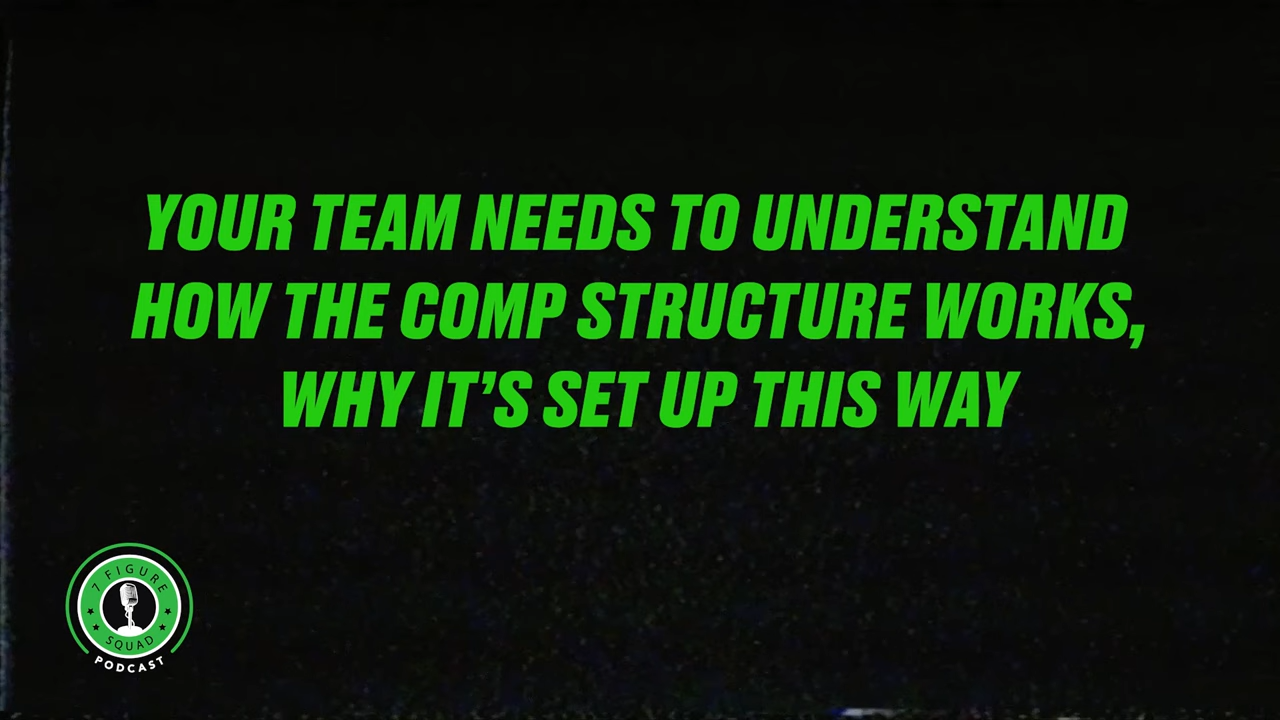 YOUR TEAM NEEDS TO UNDERSTAND
HOW THE COMP STRUCTURE WORKS,
WHY IT'S SET UP THIS WAY
7 FIGURE
SQUAD
PODCAST